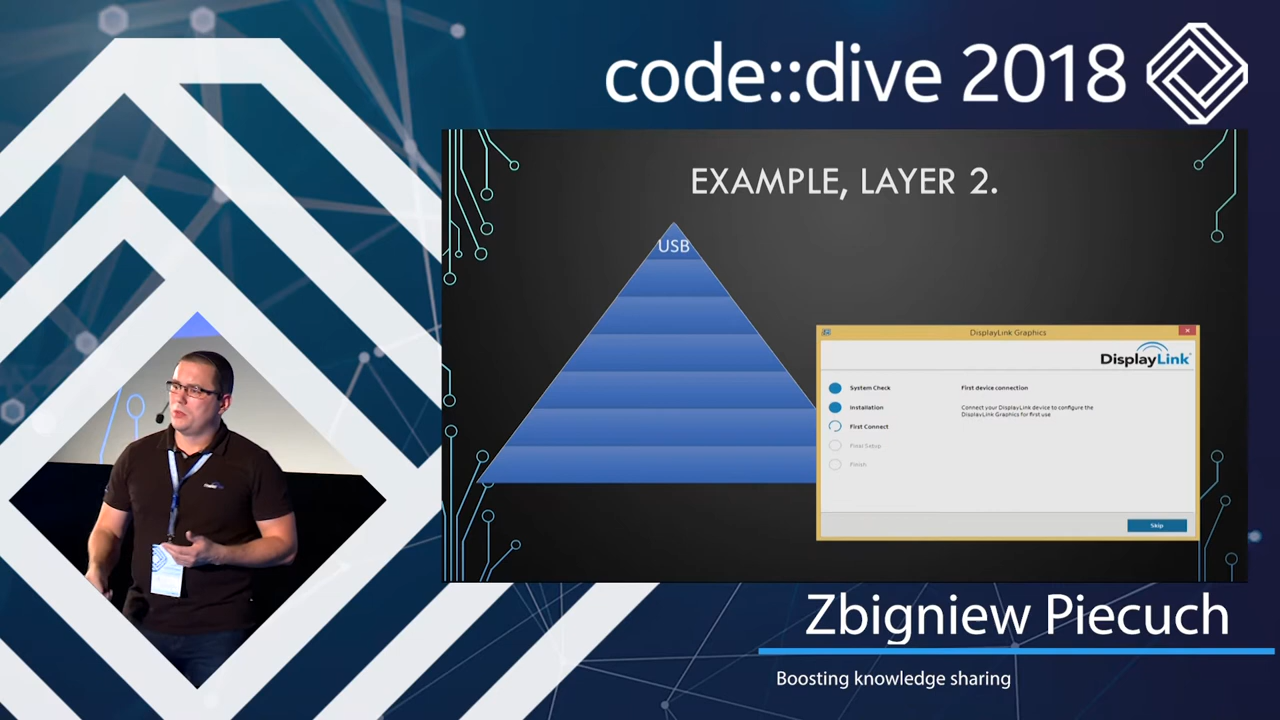 code::dive 2018
EXAMPLE, LAYER 2.
USB
DisplayLink Graphics
DisplayLink
System Check
Installation
First Connect
Final Setup
Finish
First device connection
Connect your DisplayLink device to configure the
DisplayLink Graphics for first use
Skip
Zbigniew Piecuch
Boosting knowledge sharing